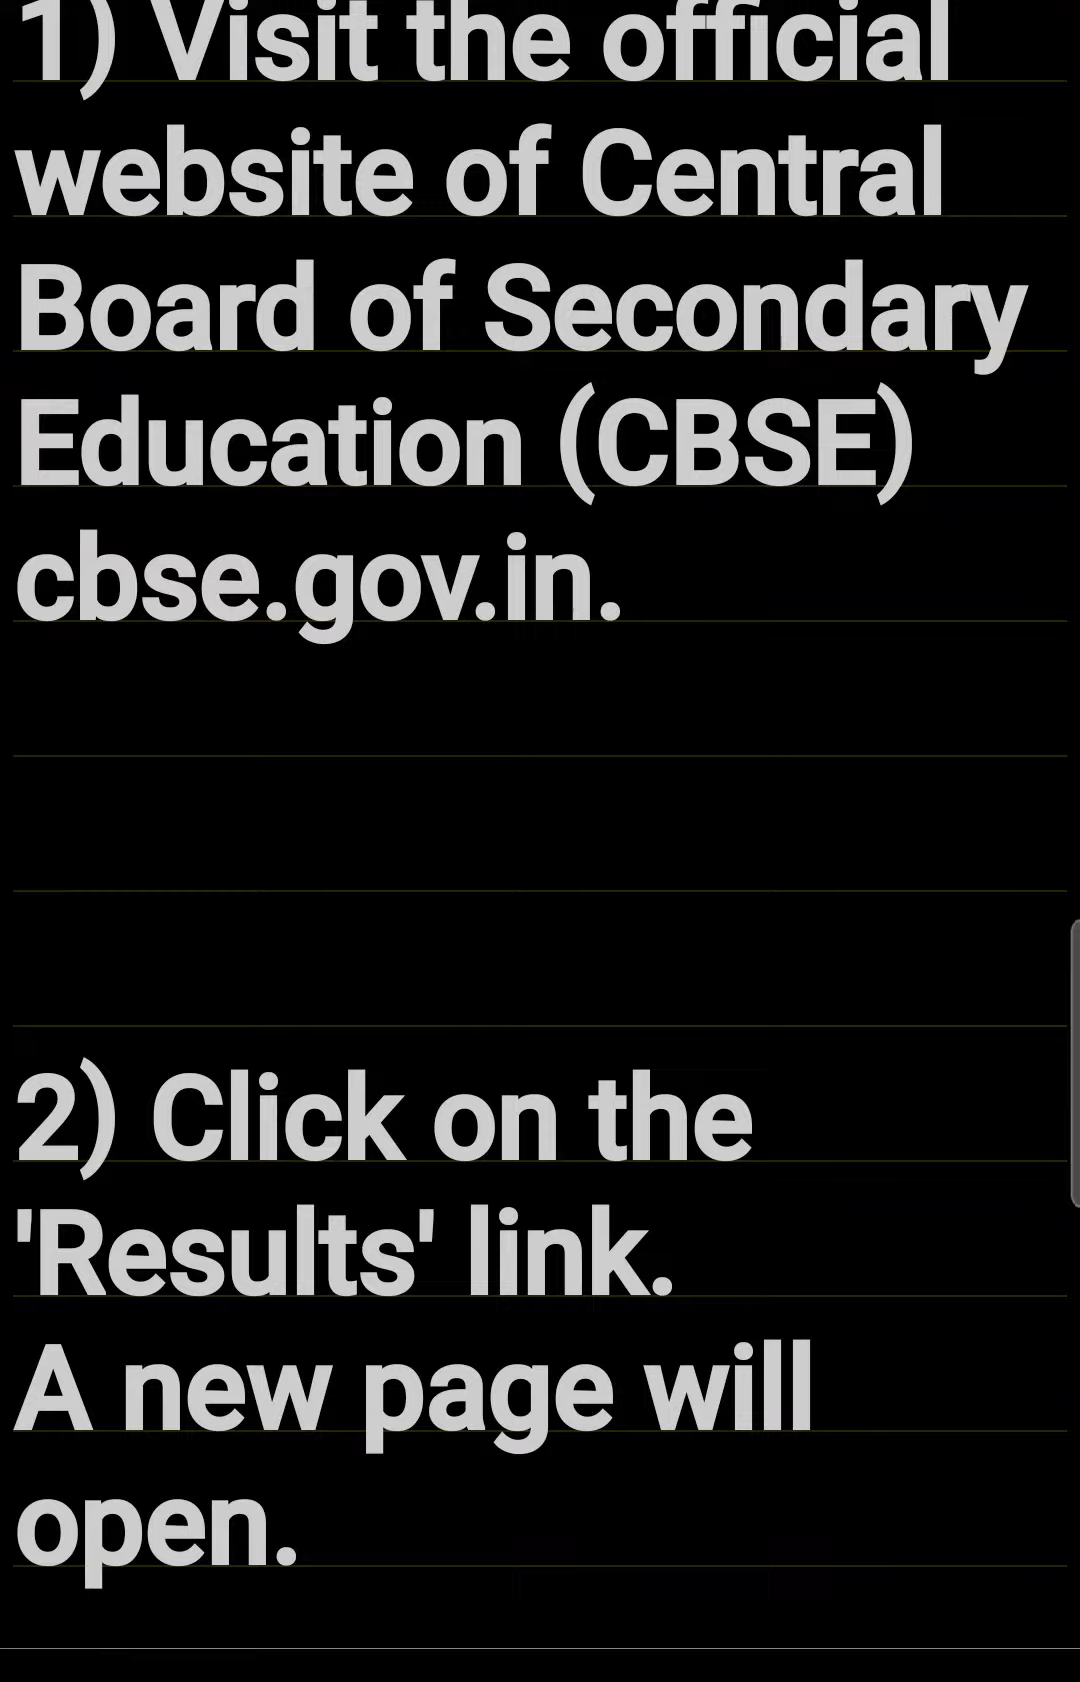 1) Visit the official
website of Central
Board of Secondary
Education (CBSE)
cbse.gov.in.
2) Click on the
'Results' link.
A new page will
open.